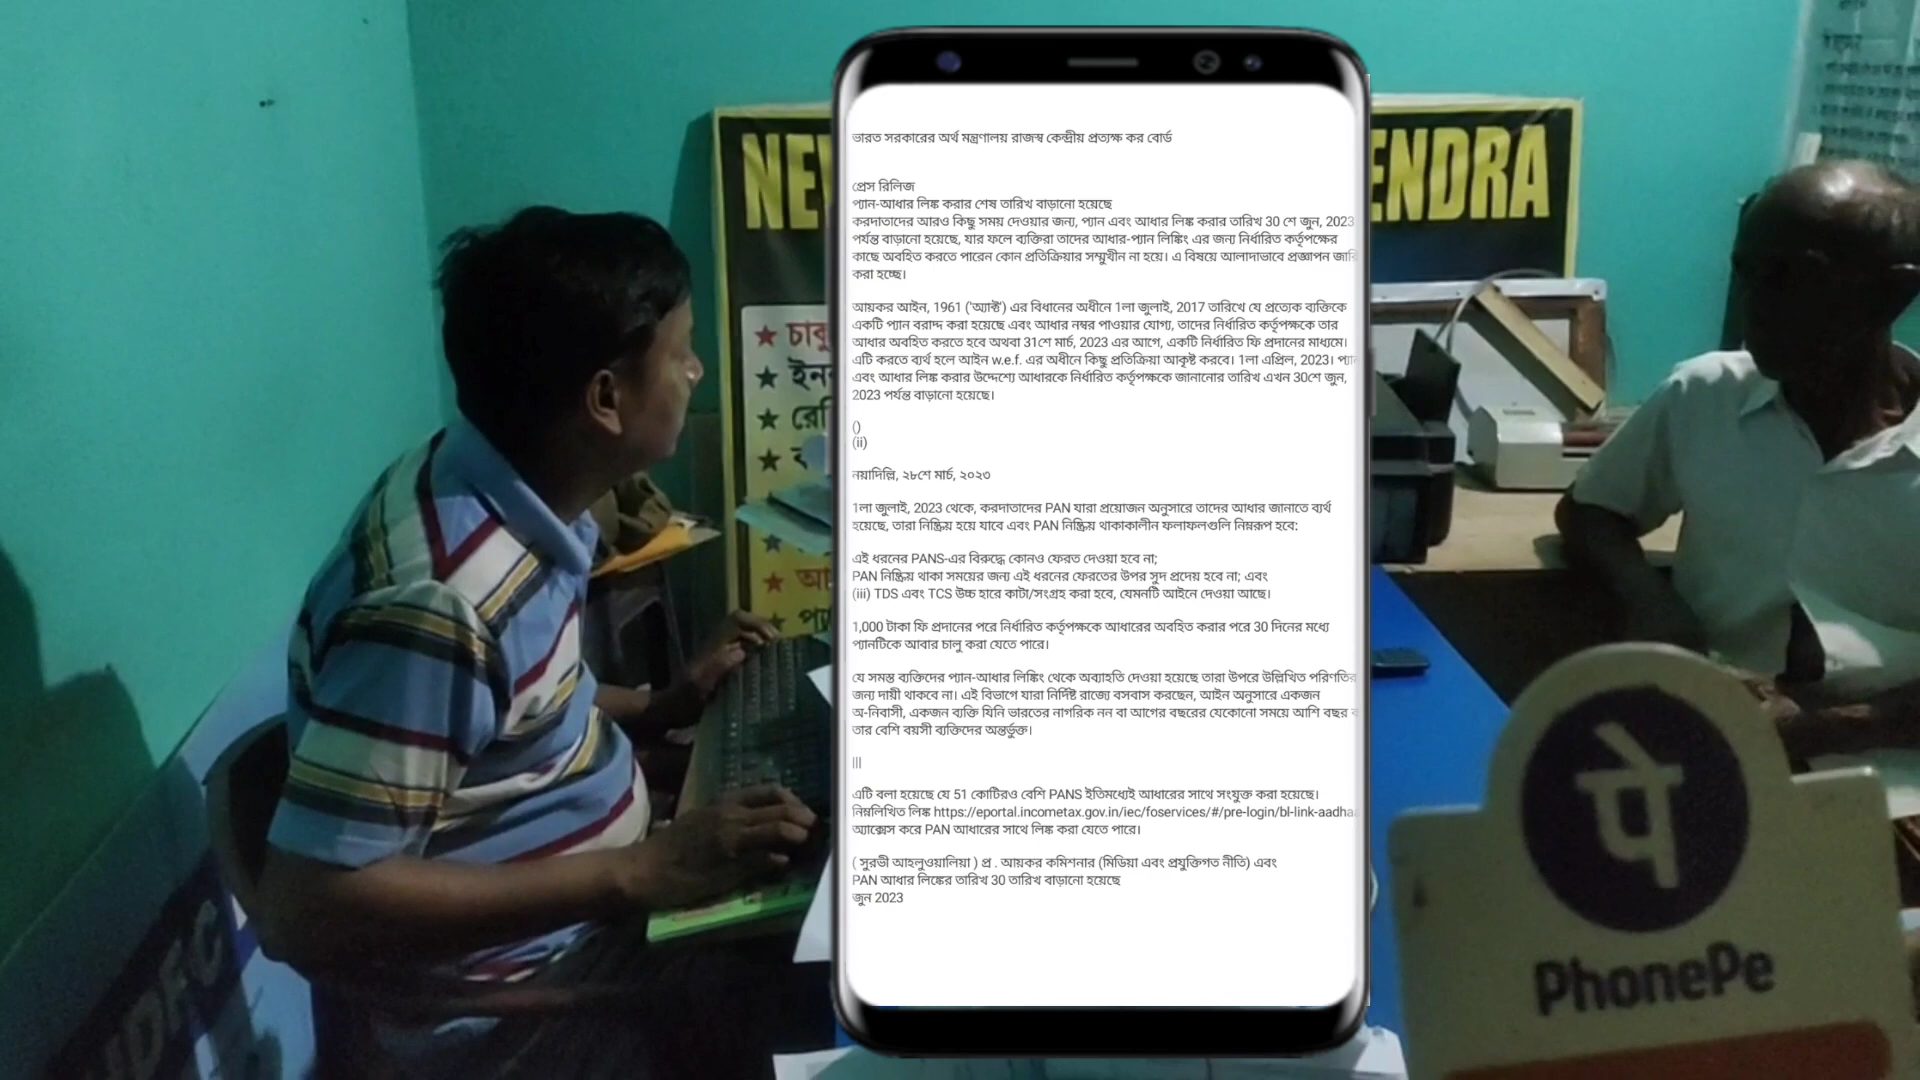 ভারত সরকারের অর্থ মন্ত্রণালয় রাজস্ব কেন্দ্রীয় প্রত্যক্ষ কর বোর্ড
প্রেস রিলিজ
প্যান-আধার লিঙ্ক করার শেষ তারিখ বাড়ানো হয়েছে
করদাতাদের আরও কিছু সময় দেওয়ার জন্য, প্যান এবং আধার লিঙ্ক করার তারিখ 30 শে জুন, 2023
পর্যন্ত বাড়ানো হয়েছে, যার ফলে ব্যক্তিরা তাদের আধার-প্যান লিঙ্কিং এর জন্য নির্ধারিত কর্তৃপক্ষের
কাছে অবহিত করতে পারেন কোন প্রতিক্রিয়ার সম্মুখীন না হয়ে। এ বিষয়ে আলাদাভাবে প্রজ্ঞাপন জারি
করা হচ্ছে।
আয়কর আইন, 1961 ('অ্যাক্ট') এর বিধানের অধীনে 1লা জুলাই, 2017 তারিখে যে প্রত্যেক ব্যক্তিকে
একটি প্যান বরাদ্দ করা হয়েছে এবং আধার নম্বর পাওয়ার যোগ্য, তাদের নির্ধারিত কর্তৃপক্ষকে তার
আধার অবহিত করতে হবে অথবা 31শে মার্চ, 2023 এর আগে, একটি নির্ধারিত ফি প্রদানের মাধ্যমে।
এটি করতে ব্যর্থ হলে আইন w.e.f. এর অধীনে কিছু প্রতিক্রিয়া আকৃষ্ট করবে। 1লা এপ্রিল, 2023। প্যান
এবং আধার লিঙ্ক করার উদ্দেশ্যে আধারকে নির্ধারিত কর্তৃপক্ষকে জানানোর তারিখ এখন 30শে জুন,
2023 পর্যন্ত বাড়ানো হয়েছে।
()
(ii)
নয়াদিল্লি, ২৮শে মার্চ, ২০২৩
1লা জুলাই, 2023 থেকে, করদাতাদের PAN যারা প্রয়োজন অনুসারে তাদের আধার জানাতে ব্যর্থ
হয়েছে, তারা নিষ্ক্রিয় হয়ে যাবে এবং PAN নিষ্ক্রিয় থাকাকালীন ফলাফলগুলি নিম্নরূপ হবে:
এই ধরনের PANS-এর বিরুদ্ধে কোনও ফেরত দেওয়া হবে না;
PAN নিষ্ক্রিয় থাকা সময়ের জন্য এই ধরনের ফেরতের উপর সুদ প্রদেয় হবে না; এবং
(iii) TDS এবং TCS উচ্চ হারে কাটা/সংগ্রহ করা হবে, যেমনটি আইনে দেওয়া আছে।
1,000 টাকা ফি প্রদানের পরে নির্ধারিত কর্তৃপক্ষকে আধারের অবহিত করার পরে 30 দিনের মধ্যে
প্যানটিকে আবার চালু করা যেতে পারে।
যে সমস্ত ব্যক্তিদের প্যান-আধার লিঙ্কিং থেকে অব্যাহতি দেওয়া হয়েছে তারা উপরে উল্লিখিত পরিণতির
জন্য দায়ী থাকবে না। এই বিভাগে যারা নির্দিষ্ট রাজ্যে বসবাস করছেন, আইন অনুসারে একজন
অ-নিবাসী, একজন ব্যক্তি যিনি ভারতের নাগরিক নন বা আগের বছরের যেকোনো সময়ে আশি বছর
তার বেশি বয়সী ব্যক্তিদের অন্তর্ভুক্ত।
|||
এটি বলা হয়েছে যে 51 কোটিরও বেশি PANS ইতিমধ্যেই আধারের সাথে সংযুক্ত করা হয়েছে।
নিম্নলিখিত লিঙ্ক https://eportal.incometax.gov.in/iec/foservices/#/pre-login/bl-link-aadhaa
অ্যাক্সেস করে PAN আধারের সাথে লিঙ্ক করা যেতে পারে।
( সুরভী আহলুওয়ালিয়া ) প্র . আয়কর কমিশনার (মিডিয়া এবং প্রযুক্তিগত নীতি) এবং
PAN আধার লিঙ্কের তারিখ 30 তারিখ বাড়ানো হয়েছে
জুন 2023
PhonePe